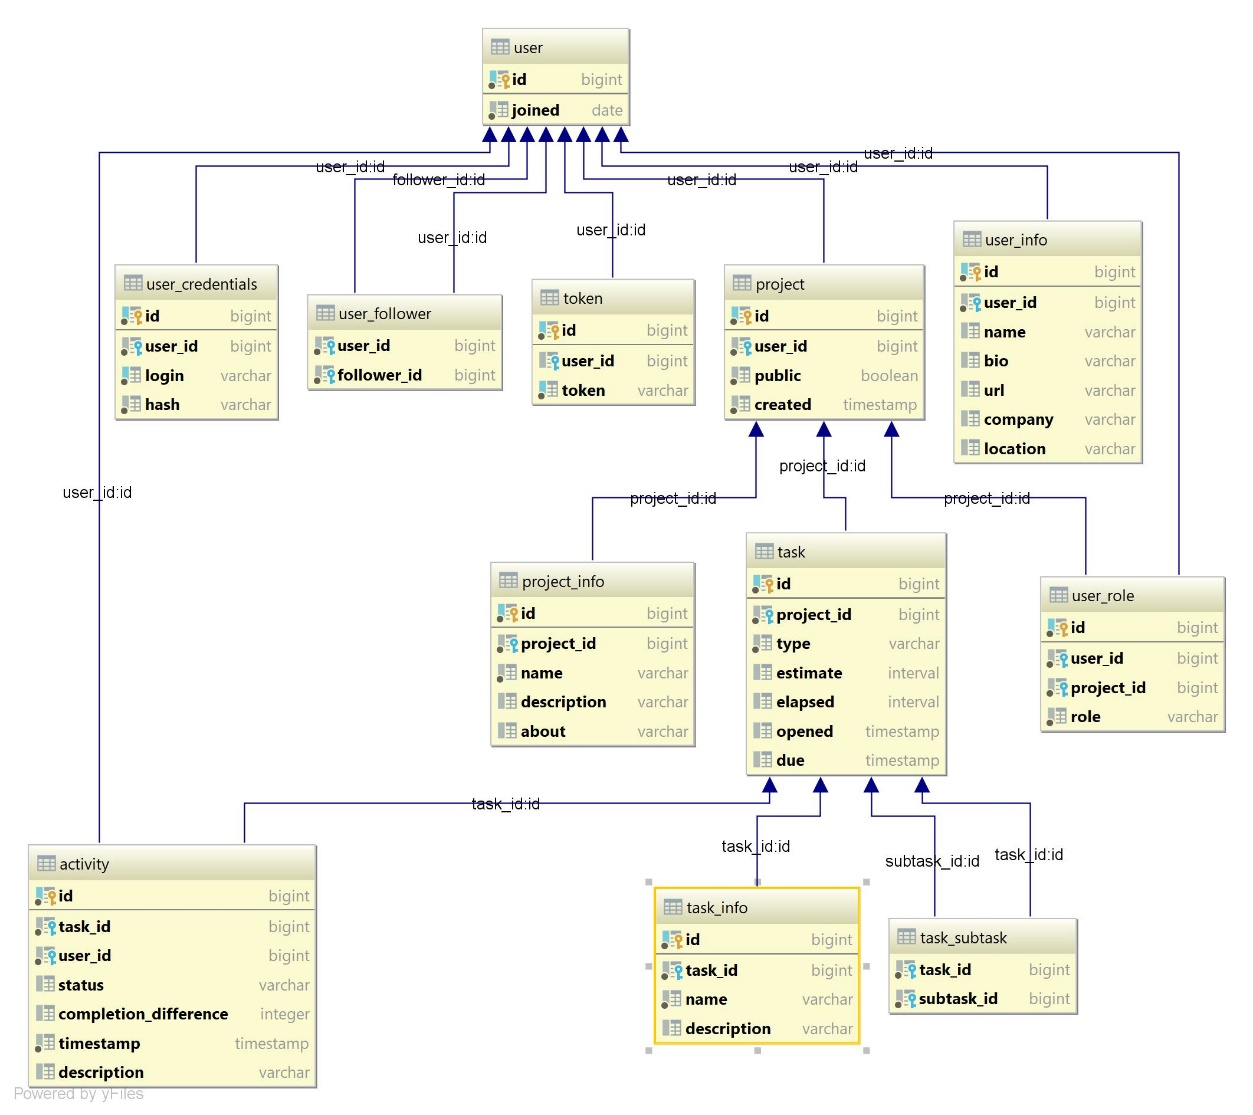 user
id bigint
joined date
user_id:id
user_id:id
user_id:id
follower_id:id
user_id:id
user_id:id
user_id:id
user_info
id bigint
user_id bigint
name varchar
bio varchar
url varchar
company varchar
location varchar
user_credentials
id bigint
user_id bigint
login varchar
hash varchar
user_follower
user_id bigint
follower_id bigint
token
id bigint
user_id bigint
token varchar
project
id bigint
user_id bigint
public boolean
created timestamp
project_id:id
user_id:id
project_id:id
project_id:id
project_info
id bigint
project_id bigint
name varchar
description varchar
about varchar
task
id bigint
project_id bigint
type varchar
estimate interval
elapsed interval
opened timestamp
due timestamp
user_role
id bigint
user_id bigint
project_id bigint
role varchar
task_id:id
task_id:id
subtask_id:id
task_id:id
activity
id bigint
task_id bigint
user_id bigint
status varchar
completion_difference integer
timestamp timestamp
description varchar
task_info
id bigint
task_id bigint
name varchar
description varchar
task_subtask
task_id bigint
subtask_id bigint
Powered by yFiles